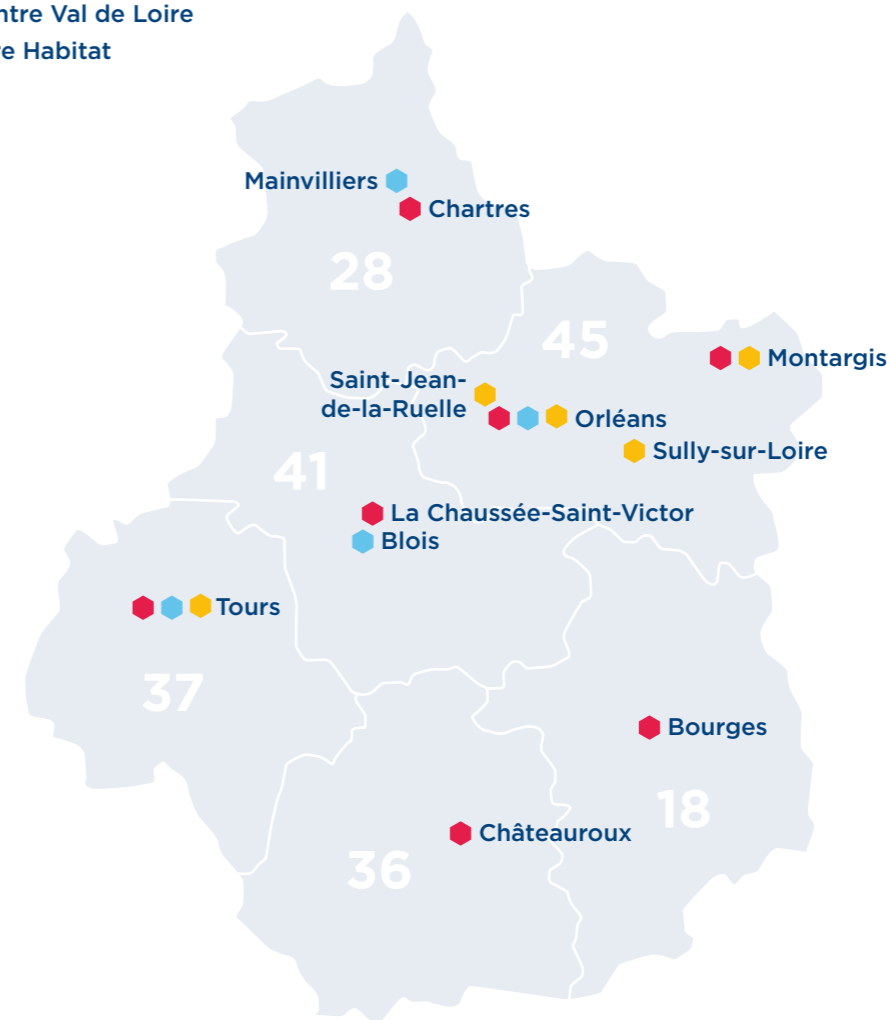 Val de Loire
Habitat
Mainvilliers
Chartres
28
45
Montargis
Saint-Jean-
de-la-Ruelle
Orléans
Sully-sur-Loire
41
La Chaussée-Saint-Victor
Blois
Tours
37
Bourges
18
Châteauroux
36